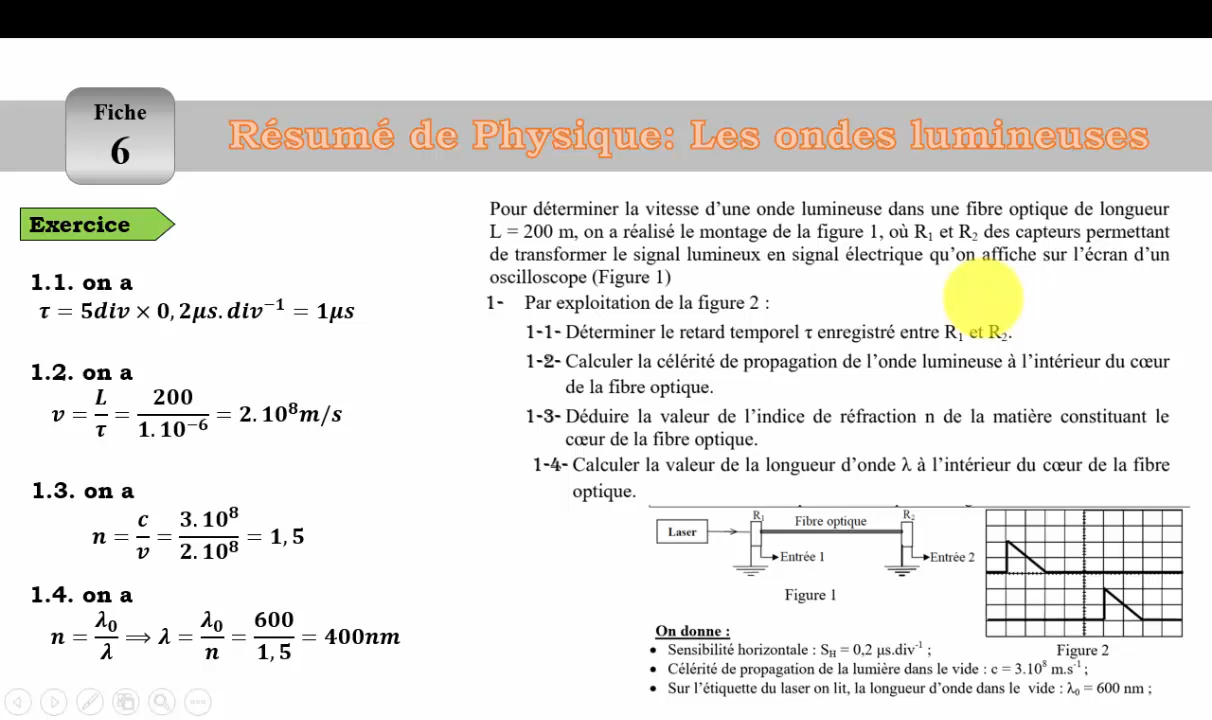 Fiche
6
Résumé de Physique: Les ondes lumineuses
Exercice
1.1. on a
τ = 5div × 0, 2μs. div⁻¹ = 1μs
1.2. on a
v = L/τ = 200/1. 10⁻⁶ = 2. 10⁸m/s
1.3. on a
n = c/v = 3. 10⁸/2. 10⁸ = 1, 5
1.4. on a
n = λ₀/λ ⟹ λ = λ₀/n = 600/1, 5 = 400nm
Pour déterminer la vitesse d’une onde lumineuse dans une fibre optique de longueur
L = 200 m, on a réalisé le montage de la figure 1, où R₁ et R₂ des capteurs permettant
de transformer le signal lumineux en signal électrique qu’on affiche sur l’écran d’un
oscilloscope (Figure 1)
1- Par exploitation de la figure 2 :
1-1- Déterminer le retard temporel τ enregistré entre R₁ et R₂.
1-2- Calculer la célérité de propagation de l’onde lumineuse à l’intérieur du cœur
de la fibre optique.
1-3- Déduire la valeur de l’indice de réfraction n de la matière constituant le
cœur de la fibre optique.
1-4- Calculer la valeur de la longueur d’onde λ à l’intérieur du cœur de la fibre
optique.
Laser
R₁
Fibre optique
R₂
Entrée 1
Entrée 2
Figure 1
Figure 2
On donne :
• Sensibilité horizontale : S_H = 0,2 μs.div⁻¹ ;
• Célérité de propagation de la lumière dans le vide : c = 3.10⁸ m.s⁻¹ ;
• Sur l’étiquette du laser on lit, la longueur d’onde dans le vide : λ₀ = 600 nm ;